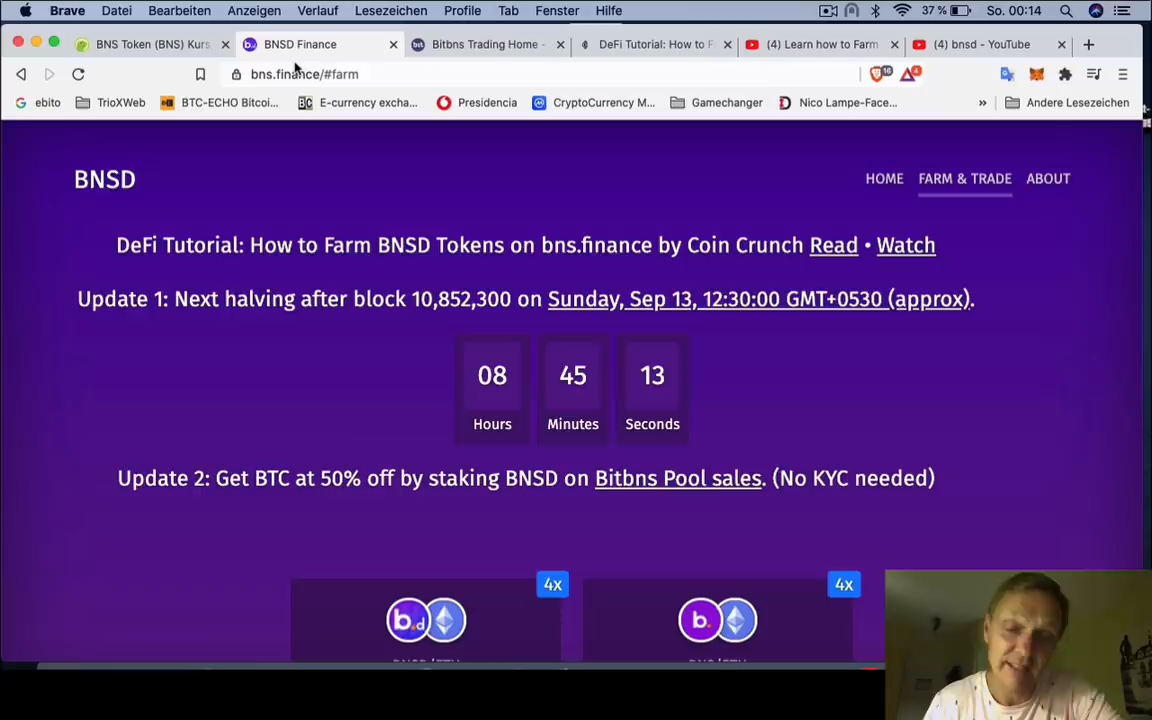 Brave Datei Bearbeiten Anzeigen Verlauf Lesezeichen Profile Tab Fenster Hilfe 37 % So. 00:14
BNS Token (BNS) Kurs, BNSD Finance Bitbns Trading Home - DeFi Tutorial: How to F (4) Learn how to Farm (4) bnsd - YouTube
bns.finance/#farm 16 4
ebito TrioXWeb BTC-ECHO Bitcoi... E-currency excha... Presidencia CryptoCurrency M... Gamechanger Nico Lampe-Face... » Andere Lesezeichen
BNSD HOME FARM & TRADE ABOUT
DeFi Tutorial: How to Farm BNSD Tokens on bns.finance by Coin Crunch Read • Watch
Update 1: Next halving after block 10,852,300 on Sunday, Sep 13, 12:30:00 GMT+0530 (approx).
08 45 13
Hours Minutes Seconds
Update 2: Get BTC at 50% off by staking BNSD on Bitbns Pool sales. (No KYC needed)
4x 4x
b.d b.